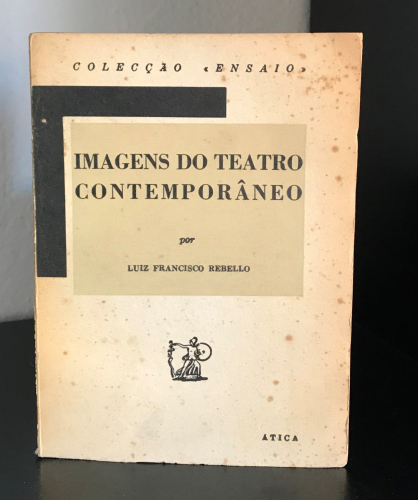 COLECÇÃO «ENSAIO»
IMAGENS DO TEATRO
CONTEMPORÂNEO
por
LUIZ FRANCISCO REBELLO
ATICA